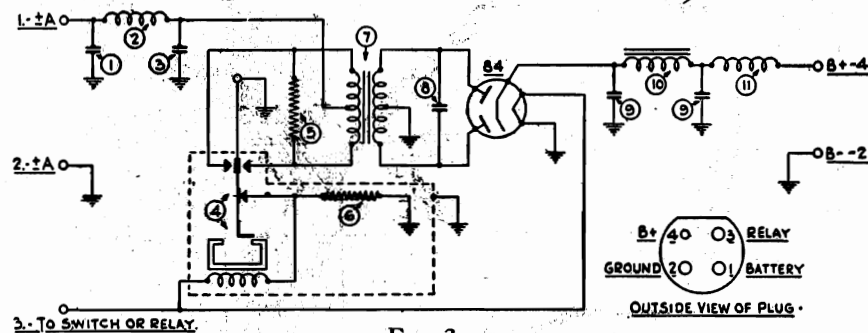 1.-±A
2
1
3
7
5
8
84
10
11
9
9
B+-4
2.-±A
B--2
4
6
B+ 4
3 RELAY
GROUND 2
1 BATTERY
OUTSIDE VIEW OF PLUG.
3.- TO SWITCH OR RELAY.